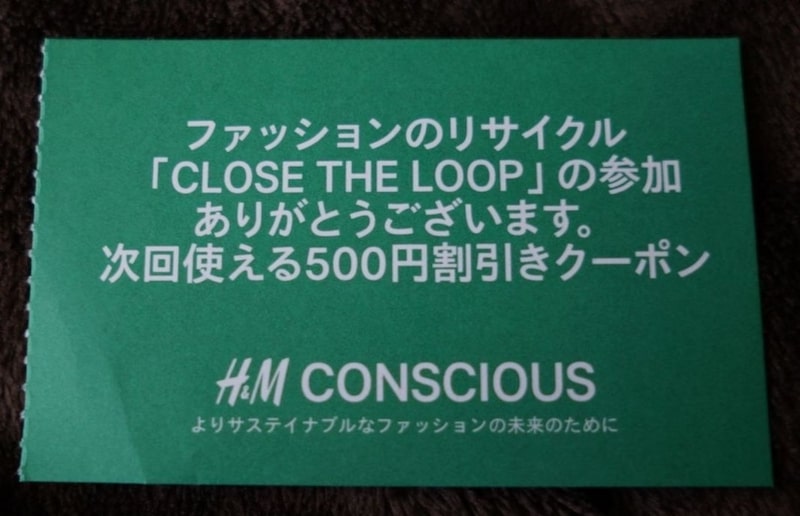 ファッションのリサイクル
「CLOSE THE LOOP」の参加
ありがとうございます。
次回使える500円割引きクーポン
H&M CONSCIOUS
よりサステイナブルなファッションの未来のために